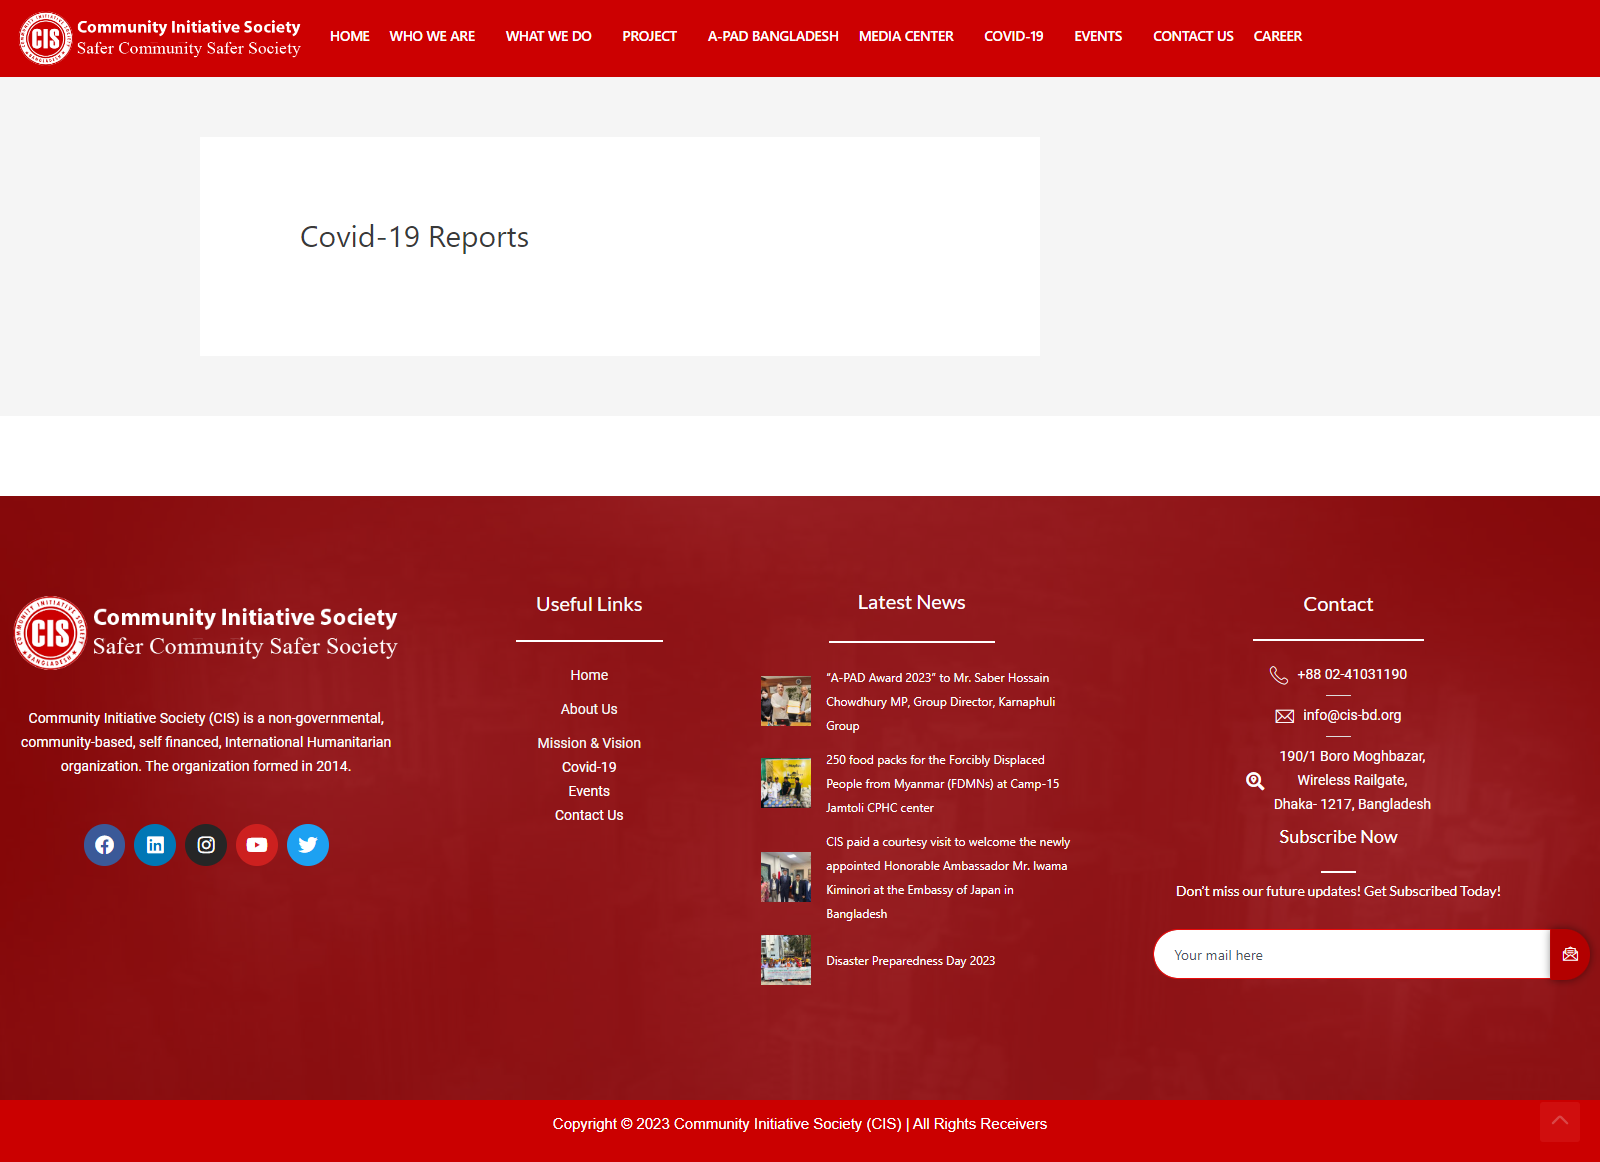 CIS
Community Initiative Society
Safer Community Safer Society
HOME
WHO WE ARE
WHAT WE DO
PROJECT
A-PAD BANGLADESH
MEDIA CENTER
COVID-19
EVENTS
CONTACT US
CAREER
Covid-19 Reports
COMMUNITY INITIATIVE SOCIETY
CIS
BANGLADESH
Community Initiative Society
Safer Community Safer Society
Community Initiative Society (CIS) is a non-governmental,
community-based, self financed, International Humanitarian
organization. The organization formed in 2014.
Useful Links
Home
About Us
Mission & Vision
Covid-19
Events
Contact Us
Latest News
“A-PAD Award 2023” to Mr. Saber Hossain
Chowdhury MP, Group Director, Karnaphuli
Group
250 food packs for the Forcibly Displaced
People from Myanmar (FDMNs) at Camp-15
Jamtoli CPHC center
CIS paid a courtesy visit to welcome the newly
appointed Honorable Ambassador Mr. Iwama
Kiminori at the Embassy of Japan in
Bangladesh
Disaster Preparedness Day 2023
Contact
+88 02-41031190
info@cis-bd.org
190/1 Boro Moghbazar,
Wireless Railgate,
Dhaka- 1217, Bangladesh
Subscribe Now
Don't miss our future updates! Get Subscribed Today!
Your mail here
Copyright © 2023 Community Initiative Society (CIS) | All Rights Receivers